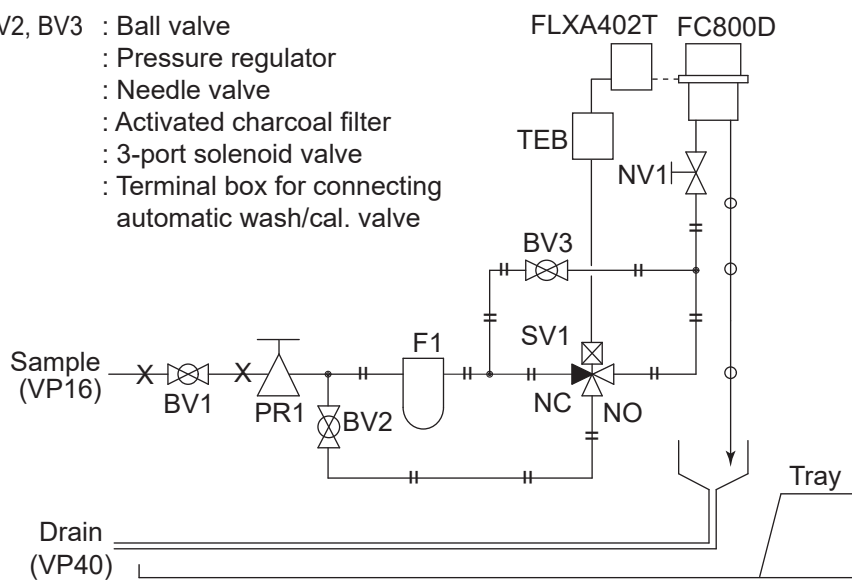 V2, BV3 : Ball valve
: Pressure regulator
: Needle valve
: Activated charcoal filter
: 3-port solenoid valve
: Terminal box for connecting
automatic wash/cal. valve
FLXA402T
FC800D
TEB
NV1
BV3
SV1
F1
Sample
(VP16)
BV1
PR1
BV2
NC
NO
Tray
Drain
(VP40)